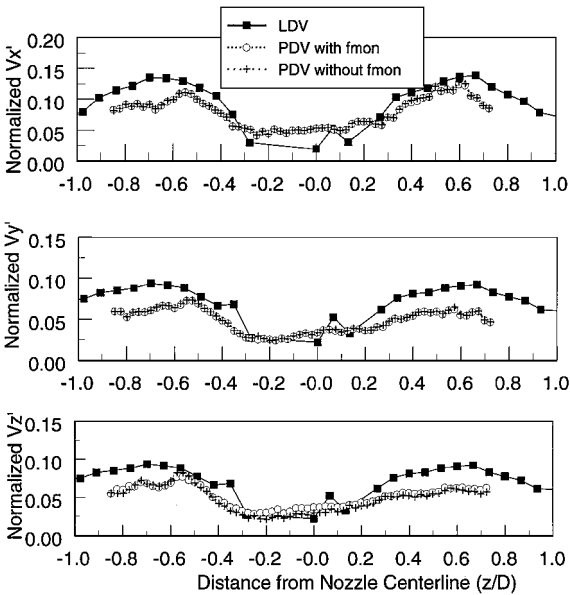 LDV
PDV with fmon
PDV without fmon
Normalized Vx'
0.20
0.15
0.10
0.05
0.00
-1.0 -0.8 -0.6 -0.4 -0.2 -0.0 0.2 0.4 0.6 0.8 1.0
Normalized Vy'
0.15
0.10
0.05
0.00
-1.0 -0.8 -0.6 -0.4 -0.2 -0.0 0.2 0.4 0.6 0.8 1.0
Normalized Vz'
0.15
0.10
0.05
0.00
-1.0 -0.8 -0.6 -0.4 -0.2 0.0 0.2 0.4 0.6 0.8 1.0
Distance from Nozzle Centerline (z/D)